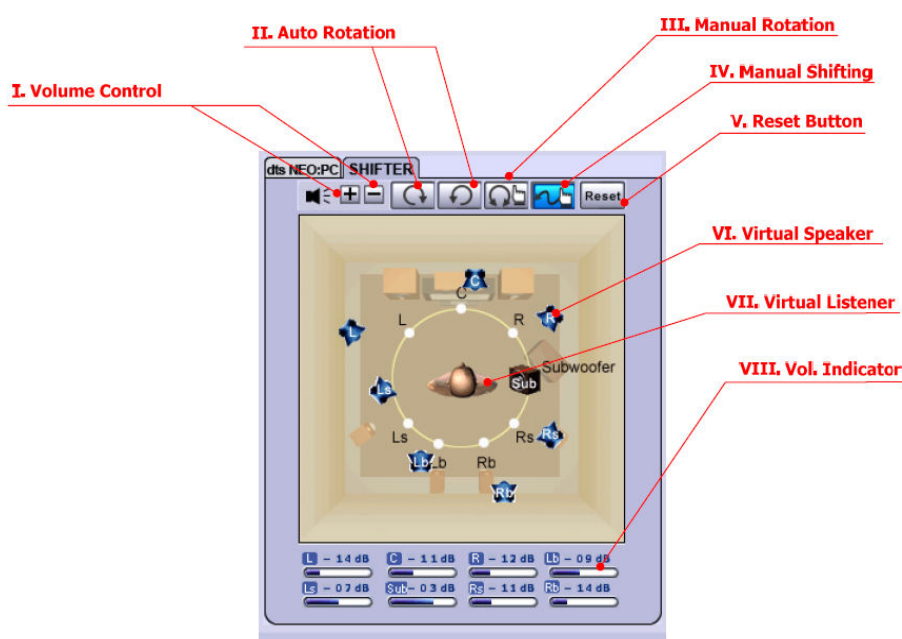 III. Manual Rotation
II. Auto Rotation
IV. Manual Shifting
I. Volume Control
V. Reset Button
dts NEO:PC SHIFTER
Reset
VI. Virtual Speaker
C
C
L
R
R
L
VII. Virtual Listener
Subwoofer
Sub
VIII. Vol. Indicator
Ls
Ls
Rs
Rs
Lb
Lb
Rb
Rb
L - 14 dB C - 11 dB R - 12 dB Lb - 09 dB
Ls - 07 dB Sub - 03 dB Rs - 11 dB Rb - 14 dB